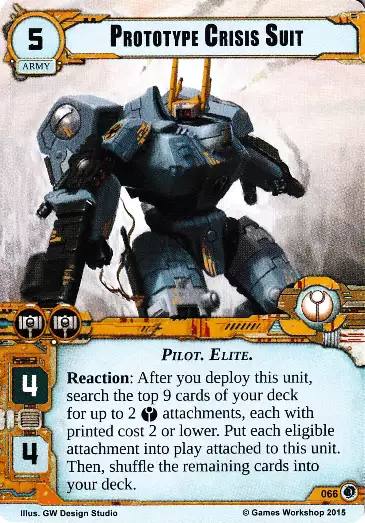 5
ARMY
Prototype Crisis Suit
Pilot. Elite.
4
4
Reaction: After you deploy this unit,
search the top 9 cards of your deck
for up to 2 attachments, each with
printed cost 2 or lower. Put each eligible
attachment into play attached to this unit.
Then, shuffle the remaining cards into
your deck.
066
Illus. GW Design Studio
© Games Workshop 2015